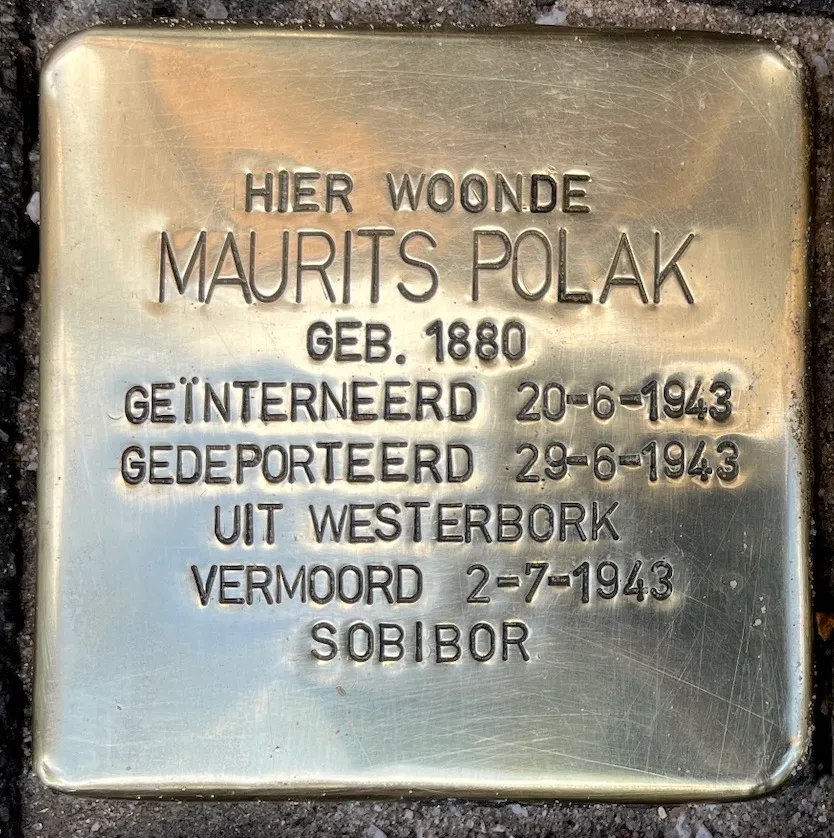 HIER WOONDE
MAURITS POLAK
GEB. 1880
GEÏNTERNEERD 20-6-1943
GEDEPORTEERD 29-6-1943
UIT WESTERBORK
VERMOORD 2-7-1943
SOBIBOR